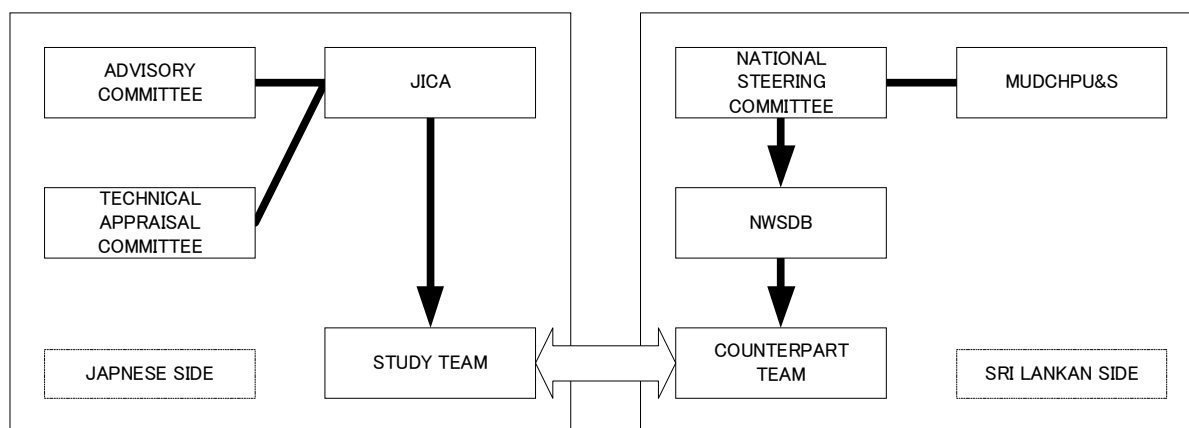 ADVISORY
COMMITTEE
JICA
TECHNICAL
APPRAISAL
COMMITTEE
STUDY TEAM
JAPNESE SIDE
NATIONAL
STEERING
COMMITTEE
MUDCHPU&S
NWSDB
COUNTERPART
TEAM
SRI LANKAN SIDE